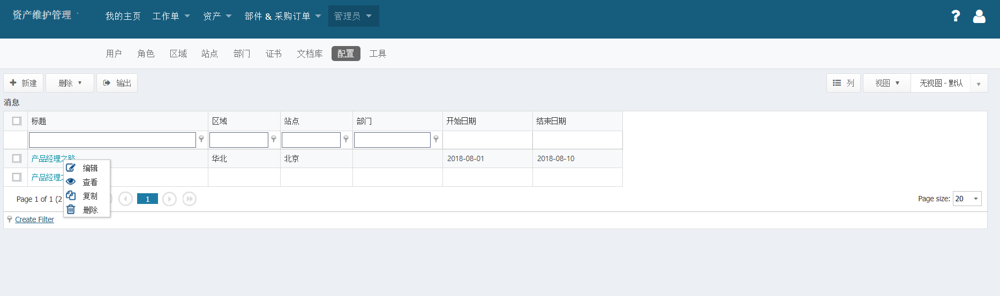 资产维护管理
我的主页 工作单 资产 部件 & 采购订单 管理员
用户 角色 区域 站点 部门 证书 文档库 配置 工具
新建 删除 输出 列 视图 无视图 - 默认
消息
标题 区域 站点 部门 开始日期 结束日期
产品经理之路 华北 北京 2018-08-01 2018-08-10
编辑
产品经理
查看
复制
Page 1 of 1 (2 1 Page size: 20
删除
Create Filter